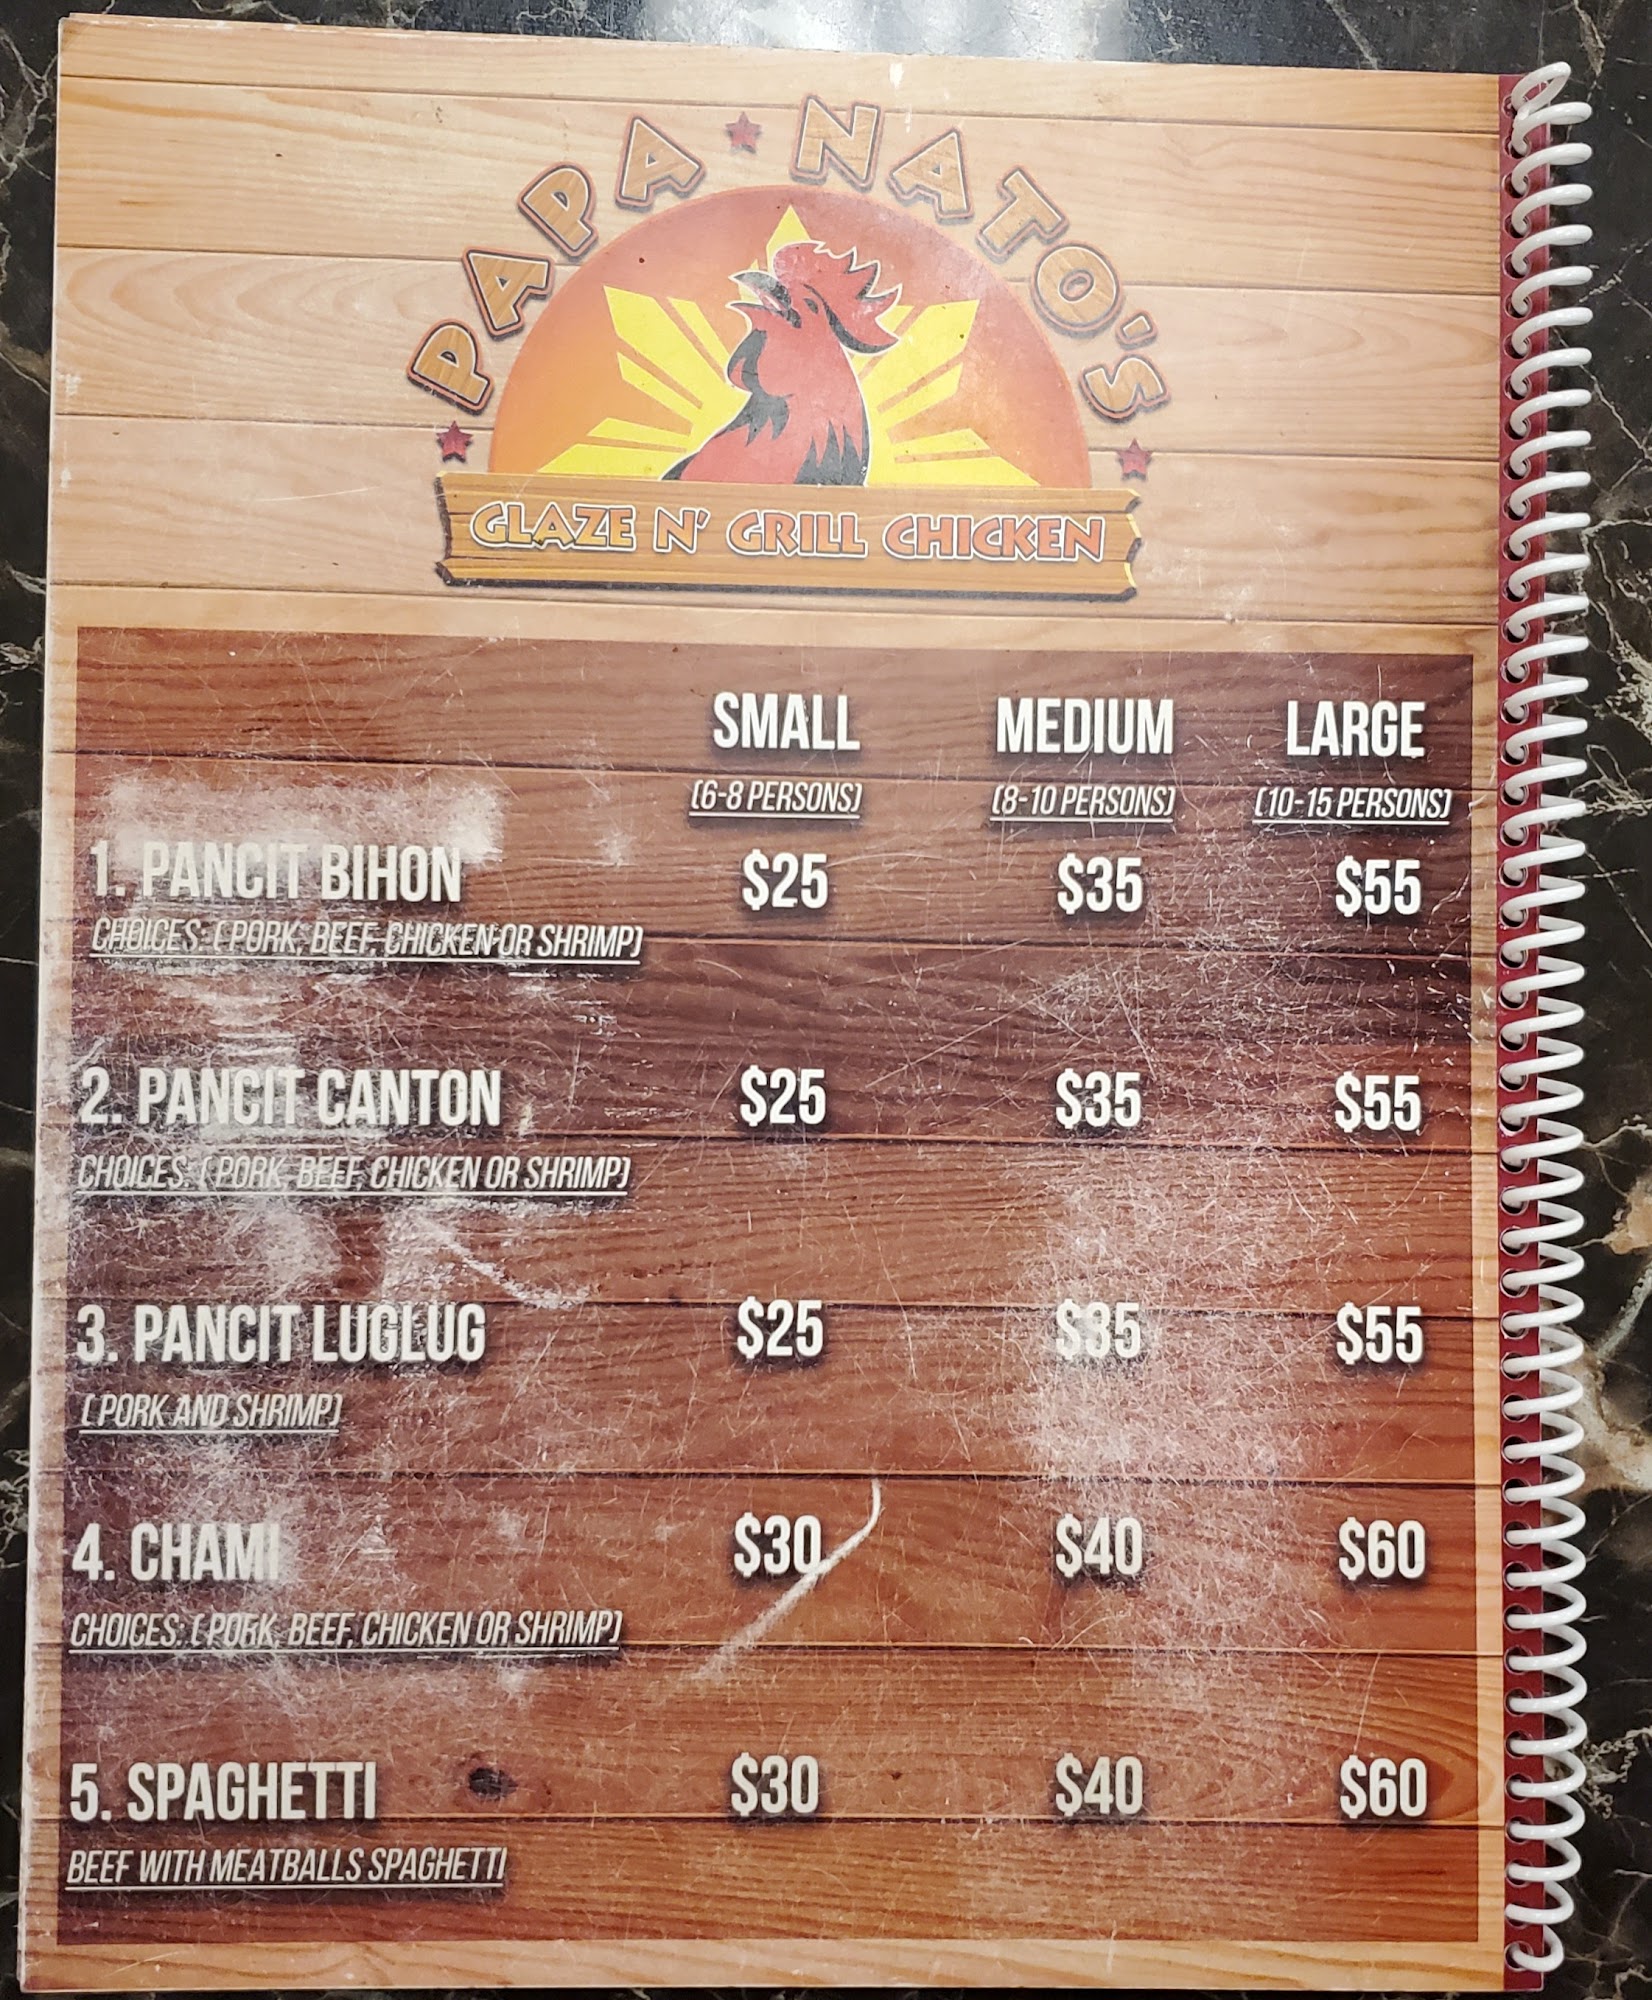 PAPA NATO'S
GLAZE N' GRILL CHICKEN
SMALL MEDIUM LARGE
(6-8 PERSONS) (8-10 PERSONS) (10-15 PERSONS)
1. PANCIT BIHON $25 $35 $55
CHOICES: ( PORK, BEEF, CHICKEN OR SHRIMP)
2. PANCIT CANTON $25 $35 $55
CHOICES: ( PORK, BEEF, CHICKEN OR SHRIMP)
3. PANCIT LUGLUG $25 $35 $55
( PORK AND SHRIMP)
4. CHAMI $30 $40 $60
CHOICES: ( PORK, BEEF, CHICKEN OR SHRIMP)
5. SPAGHETTI $30 $40 $60
BEEF WITH MEATBALLS SPAGHETTI